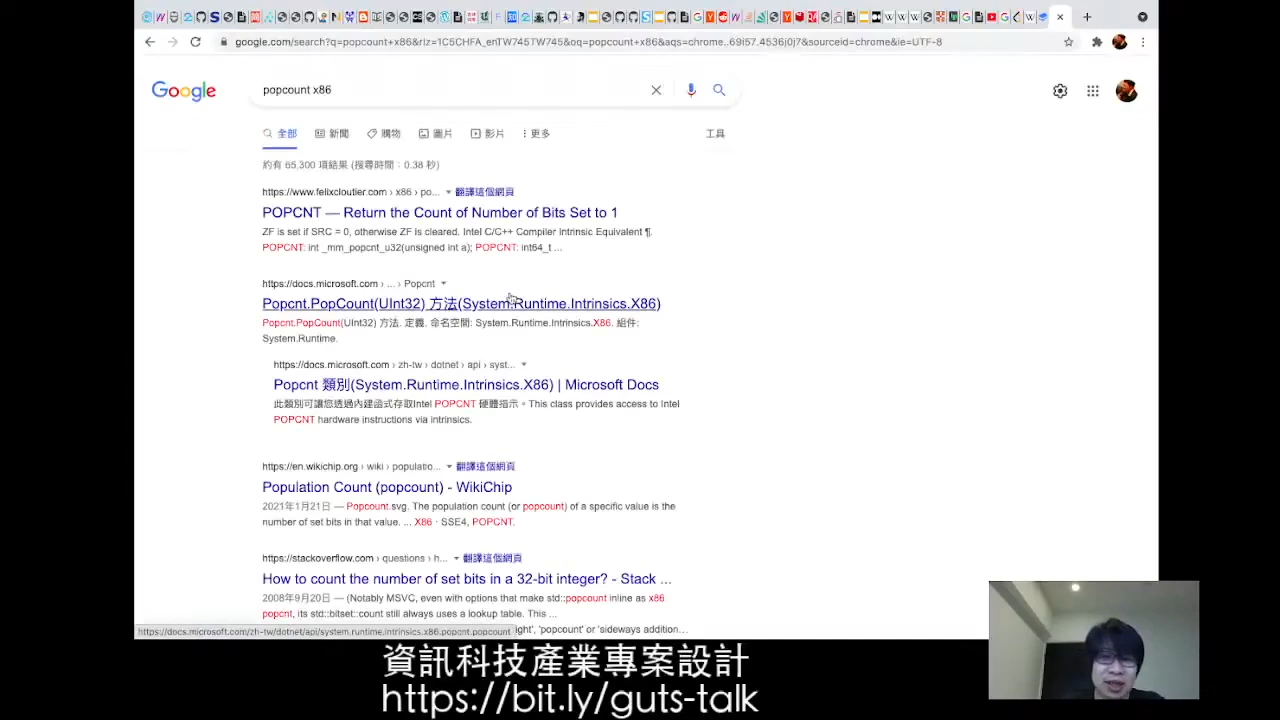 google.com/search?q=popcount+x86&rlz=1C5CHFA_enTW745TW745&oq=popcount+x86&aqs=chrome..69i57.4536j0j7&sourceid=chrome&ie=UTF-8
Google
popcount x86
全部
新聞
購物
圖片
影片
更多
工具
約有 65,300 項結果 (搜尋時間：0.38 秒)
https://www.felixcloutier.com › x86 › po... 翻譯這個網頁
POPCNT — Return the Count of Number of Bits Set to 1
ZF is set if SRC = 0, otherwise ZF is cleared. Intel C/C++ Compiler Intrinsic Equivalent ¶.
POPCNT: int _mm_popcnt_u32(unsigned int a); POPCNT: int64_t ...
https://docs.microsoft.com › ... › Popcnt
Popcnt.PopCount(UInt32) 方法(System.Runtime.Intrinsics.X86)
Popcnt.PopCount(UInt32) 方法. 定義. 命名空間: System.Runtime.Intrinsics.X86. 組件:
System.Runtime.
https://docs.microsoft.com › zh-tw › dotnet › api › syst...
Popcnt 類別(System.Runtime.Intrinsics.X86) | Microsoft Docs
此類別可讓您透過內建函式存取Intel POPCNT 硬體指示。This class provides access to Intel
POPCNT hardware instructions via intrinsics.
https://en.wikichip.org › wiki › populatio... 翻譯這個網頁
Population Count (popcount) - WikiChip
2021年1月21日 — Popcount.svg. The population count (or popcount) of a specific value is the
number of set bits in that value. ... X86 · SSE4, POPCNT.
https://stackoverflow.com › questions › h... 翻譯這個網頁
How to count the number of set bits in a 32-bit integer? - Stack ...
2008年9月20日 — (Notably MSVC, even with options that make std::popcount inline as x86
popcnt, its std::bitset::count still always uses a lookup table. This ...
https://docs.microsoft.com/zh-tw/dotnet/api/system.runtime.intrinsics.x86.popcnt.popcount
ight', 'popcount' or 'sideways addition...
資訊科技產業專案設計
https://bit.ly/guts-talk